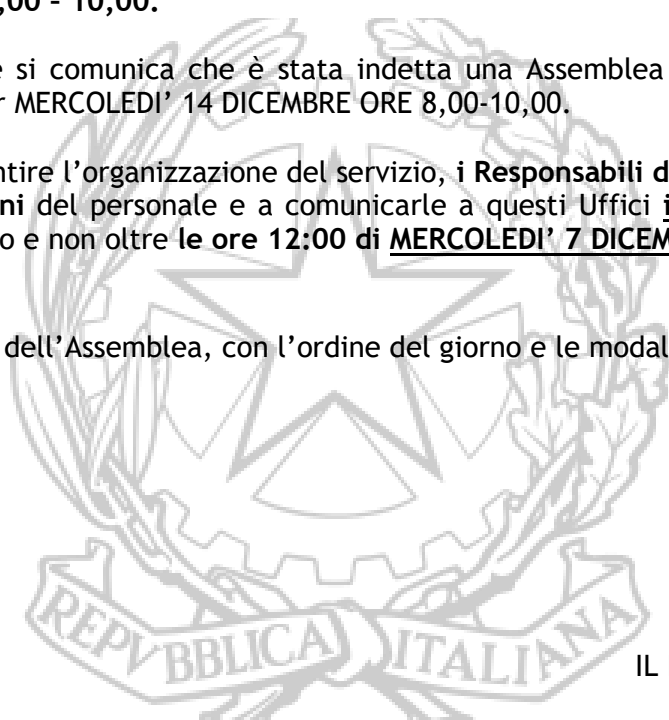 ,00 – 10,00.
e si comunica che è stata indetta una Assemblea
r MERCOLEDI’ 14 DICEMBRE ORE 8,00-10,00.
ntire l’organizzazione del servizio, i Responsabili d
ni del personale e a comunicarle a questi Uffici i
o e non oltre le ore 12:00 di MERCOLEDI’ 7 DICEM
dell’Assemblea, con l’ordine del giorno e le modal
REPVBBLICA ITALIANA
IL